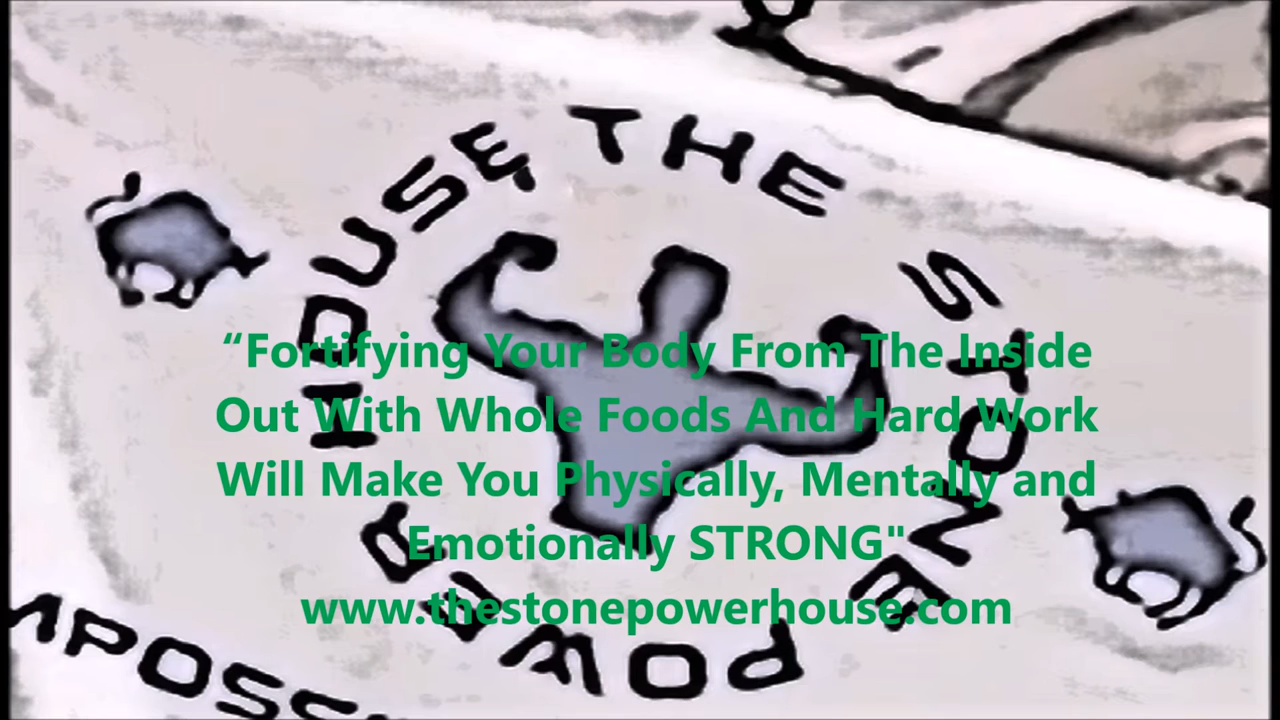 THE STONE POWER HOUSE
“Fortifying Your Body From The Inside
Out With Whole Foods And Hard Work
Will Make You Physically, Mentally and
Emotionally STRONG"
www.thestonepowerhouse.com